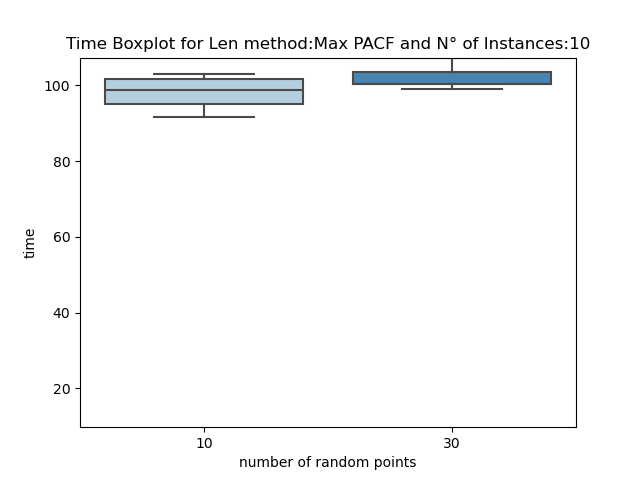 Time Boxplot for Len method:Max PACF and N° of Instances:10
time
100
80
60
40
20
10
30
number of random points